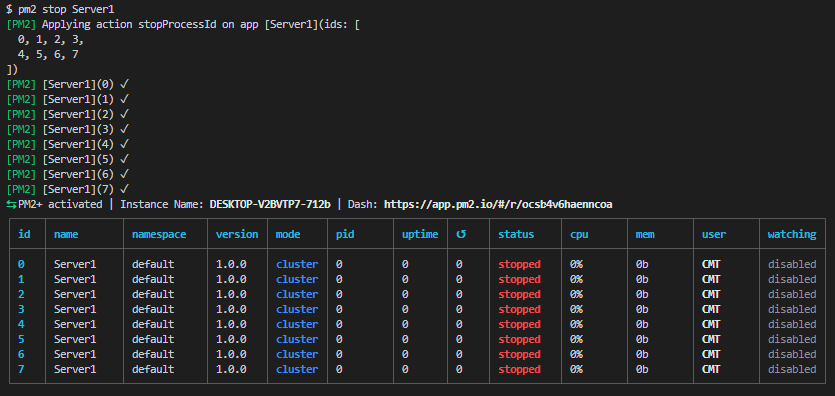 $ pm2 stop Server1
[PM2] Applying action stopProcessId on app [Server1](ids: [
  0, 1, 2, 3,
  4, 5, 6, 7
])
[PM2] [Server1](0) ✓
[PM2] [Server1](1) ✓
[PM2] [Server1](2) ✓
[PM2] [Server1](3) ✓
[PM2] [Server1](4) ✓
[PM2] [Server1](5) ✓
[PM2] [Server1](6) ✓
[PM2] [Server1](7) ✓
⇆PM2+ activated | Instance Name: DESKTOP-V2BVTP7-712b | Dash: https://app.pm2.io/#/r/ocsb4v6haenncoa
id name namespace version mode pid uptime ↺ status cpu mem user watching
0 Server1 default 1.0.0 cluster 0 0 0 stopped 0% 0b CMT disabled
1 Server1 default 1.0.0 cluster 0 0 0 stopped 0% 0b CMT disabled
2 Server1 default 1.0.0 cluster 0 0 0 stopped 0% 0b CMT disabled
3 Server1 default 1.0.0 cluster 0 0 0 stopped 0% 0b CMT disabled
4 Server1 default 1.0.0 cluster 0 0 0 stopped 0% 0b CMT disabled
5 Server1 default 1.0.0 cluster 0 0 0 stopped 0% 0b CMT disabled
6 Server1 default 1.0.0 cluster 0 0 0 stopped 0% 0b CMT disabled
7 Server1 default 1.0.0 cluster 0 0 0 stopped 0% 0b CMT disabled